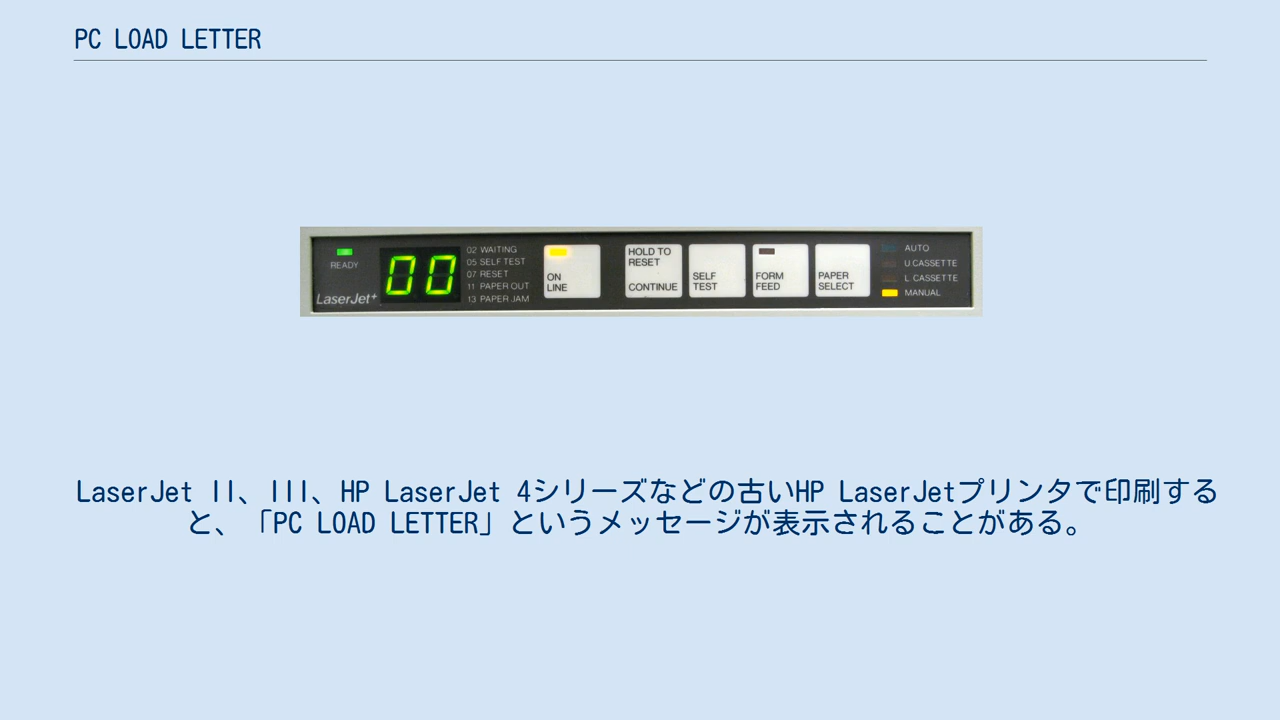 PC LOAD LETTER
READY
LaserJet+
00
02 WAITING
05 SELF TEST
07 RESET
11 PAPER OUT
13 PAPER JAM
ON
LINE
HOLD TO
RESET
CONTINUE
SELF
TEST
FORM
FEED
PAPER
SELECT
AUTO
U.CASSETTE
L CASSETTE
MANUAL
LaserJet II、III、HP LaserJet 4シリーズなどの古いHP LaserJetプリンタで印刷する
と、「PC LOAD LETTER」というメッセージが表示されることがある。